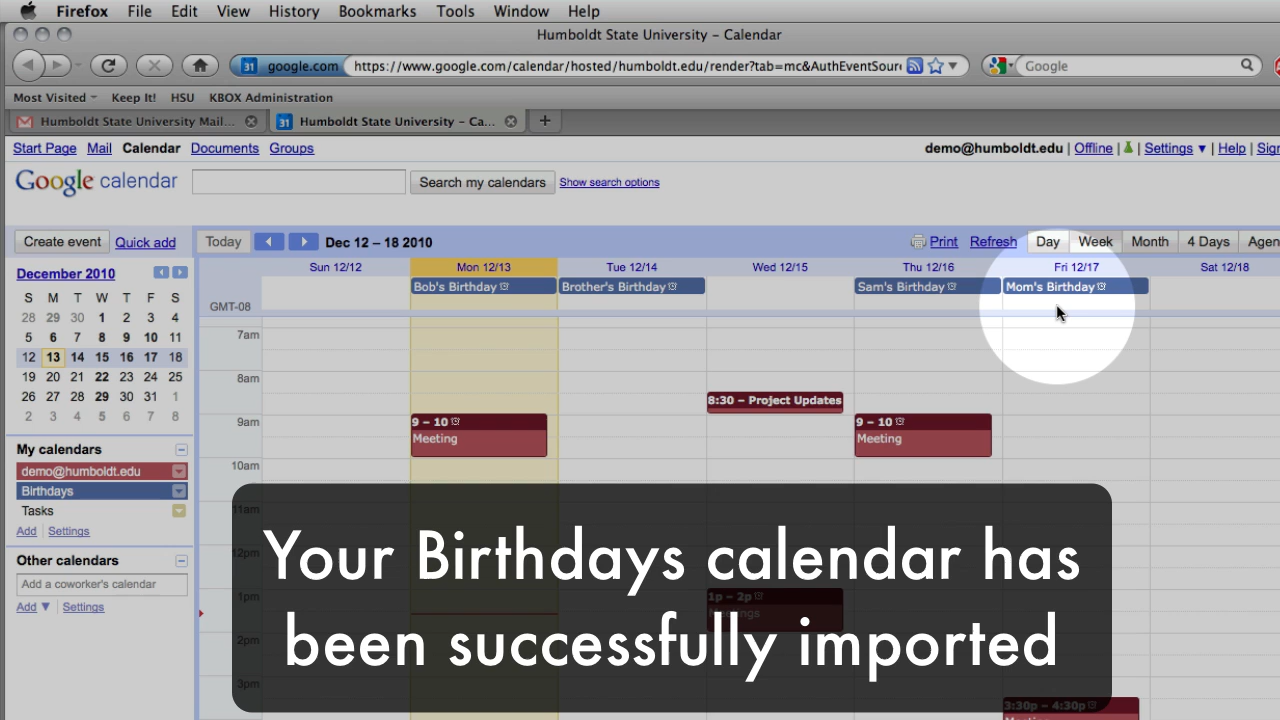 Firefox File Edit View History Bookmarks Tools Window Help
Humboldt State University – Calendar
31 google.com https://www.google.com/calendar/hosted/humboldt.edu/render?tab=mc&AuthEventSour Google
Most Visited Keep It! HSU KBOX Administration
Humboldt State University Mail... 31 Humboldt State University – Ca... +
Start Page Mail Calendar Documents Groups demo@humboldt.edu | Offline | Settings ▼ | Help | Sign
Google calendar Search my calendars Show search options
Create event Quick add Today Dec 12 – 18 2010 Print Refresh Day Week Month 4 Days Agen
December 2010
S M T W T F S
28 29 30 1 2 3 4
5 6 7 8 9 10 11
12 13 14 15 16 17 18
19 20 21 22 23 24 25
26 27 28 29 30 31 1
2 3 4 5 6 7 8
My calendars
demo@humboldt.edu
Birthdays
Tasks
Add Settings
Other calendars
Add a coworker's calendar
Add ▼ Settings
Sun 12/12 Mon 12/13 Tue 12/14 Wed 12/15 Thu 12/16 Fri 12/17 Sat 12/18
Bob's Birthday Brother's Birthday Sam's Birthday Mom's Birthday
GMT-08
7am
8am
8:30 – Project Updates
9am 9 – 10 9 – 10
Meeting Meeting
10am
11am
12pm
1pm 1p – 2p
Meetings
2pm
3pm
3:30p – 4:30p
Meeting
Your Birthdays calendar has
been successfully imported